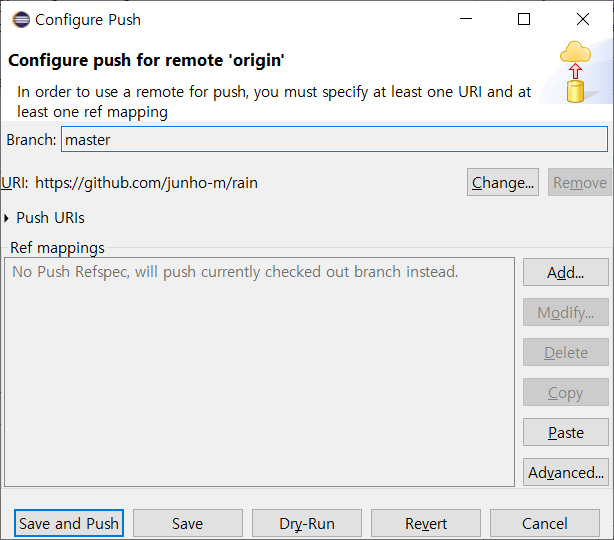 Configure Push
Configure push for remote 'origin'
In order to use a remote for push, you must specify at least one URI and at
least one ref mapping
Branch: master
URI: https://github.com/junho-m/rain Change... Remove
Push URIs
Ref mappings
No Push Refspec, will push currently checked out branch instead.
Add...
Modify...
Delete
Copy
Paste
Advanced...
Save and Push Save Dry-Run Revert Cancel